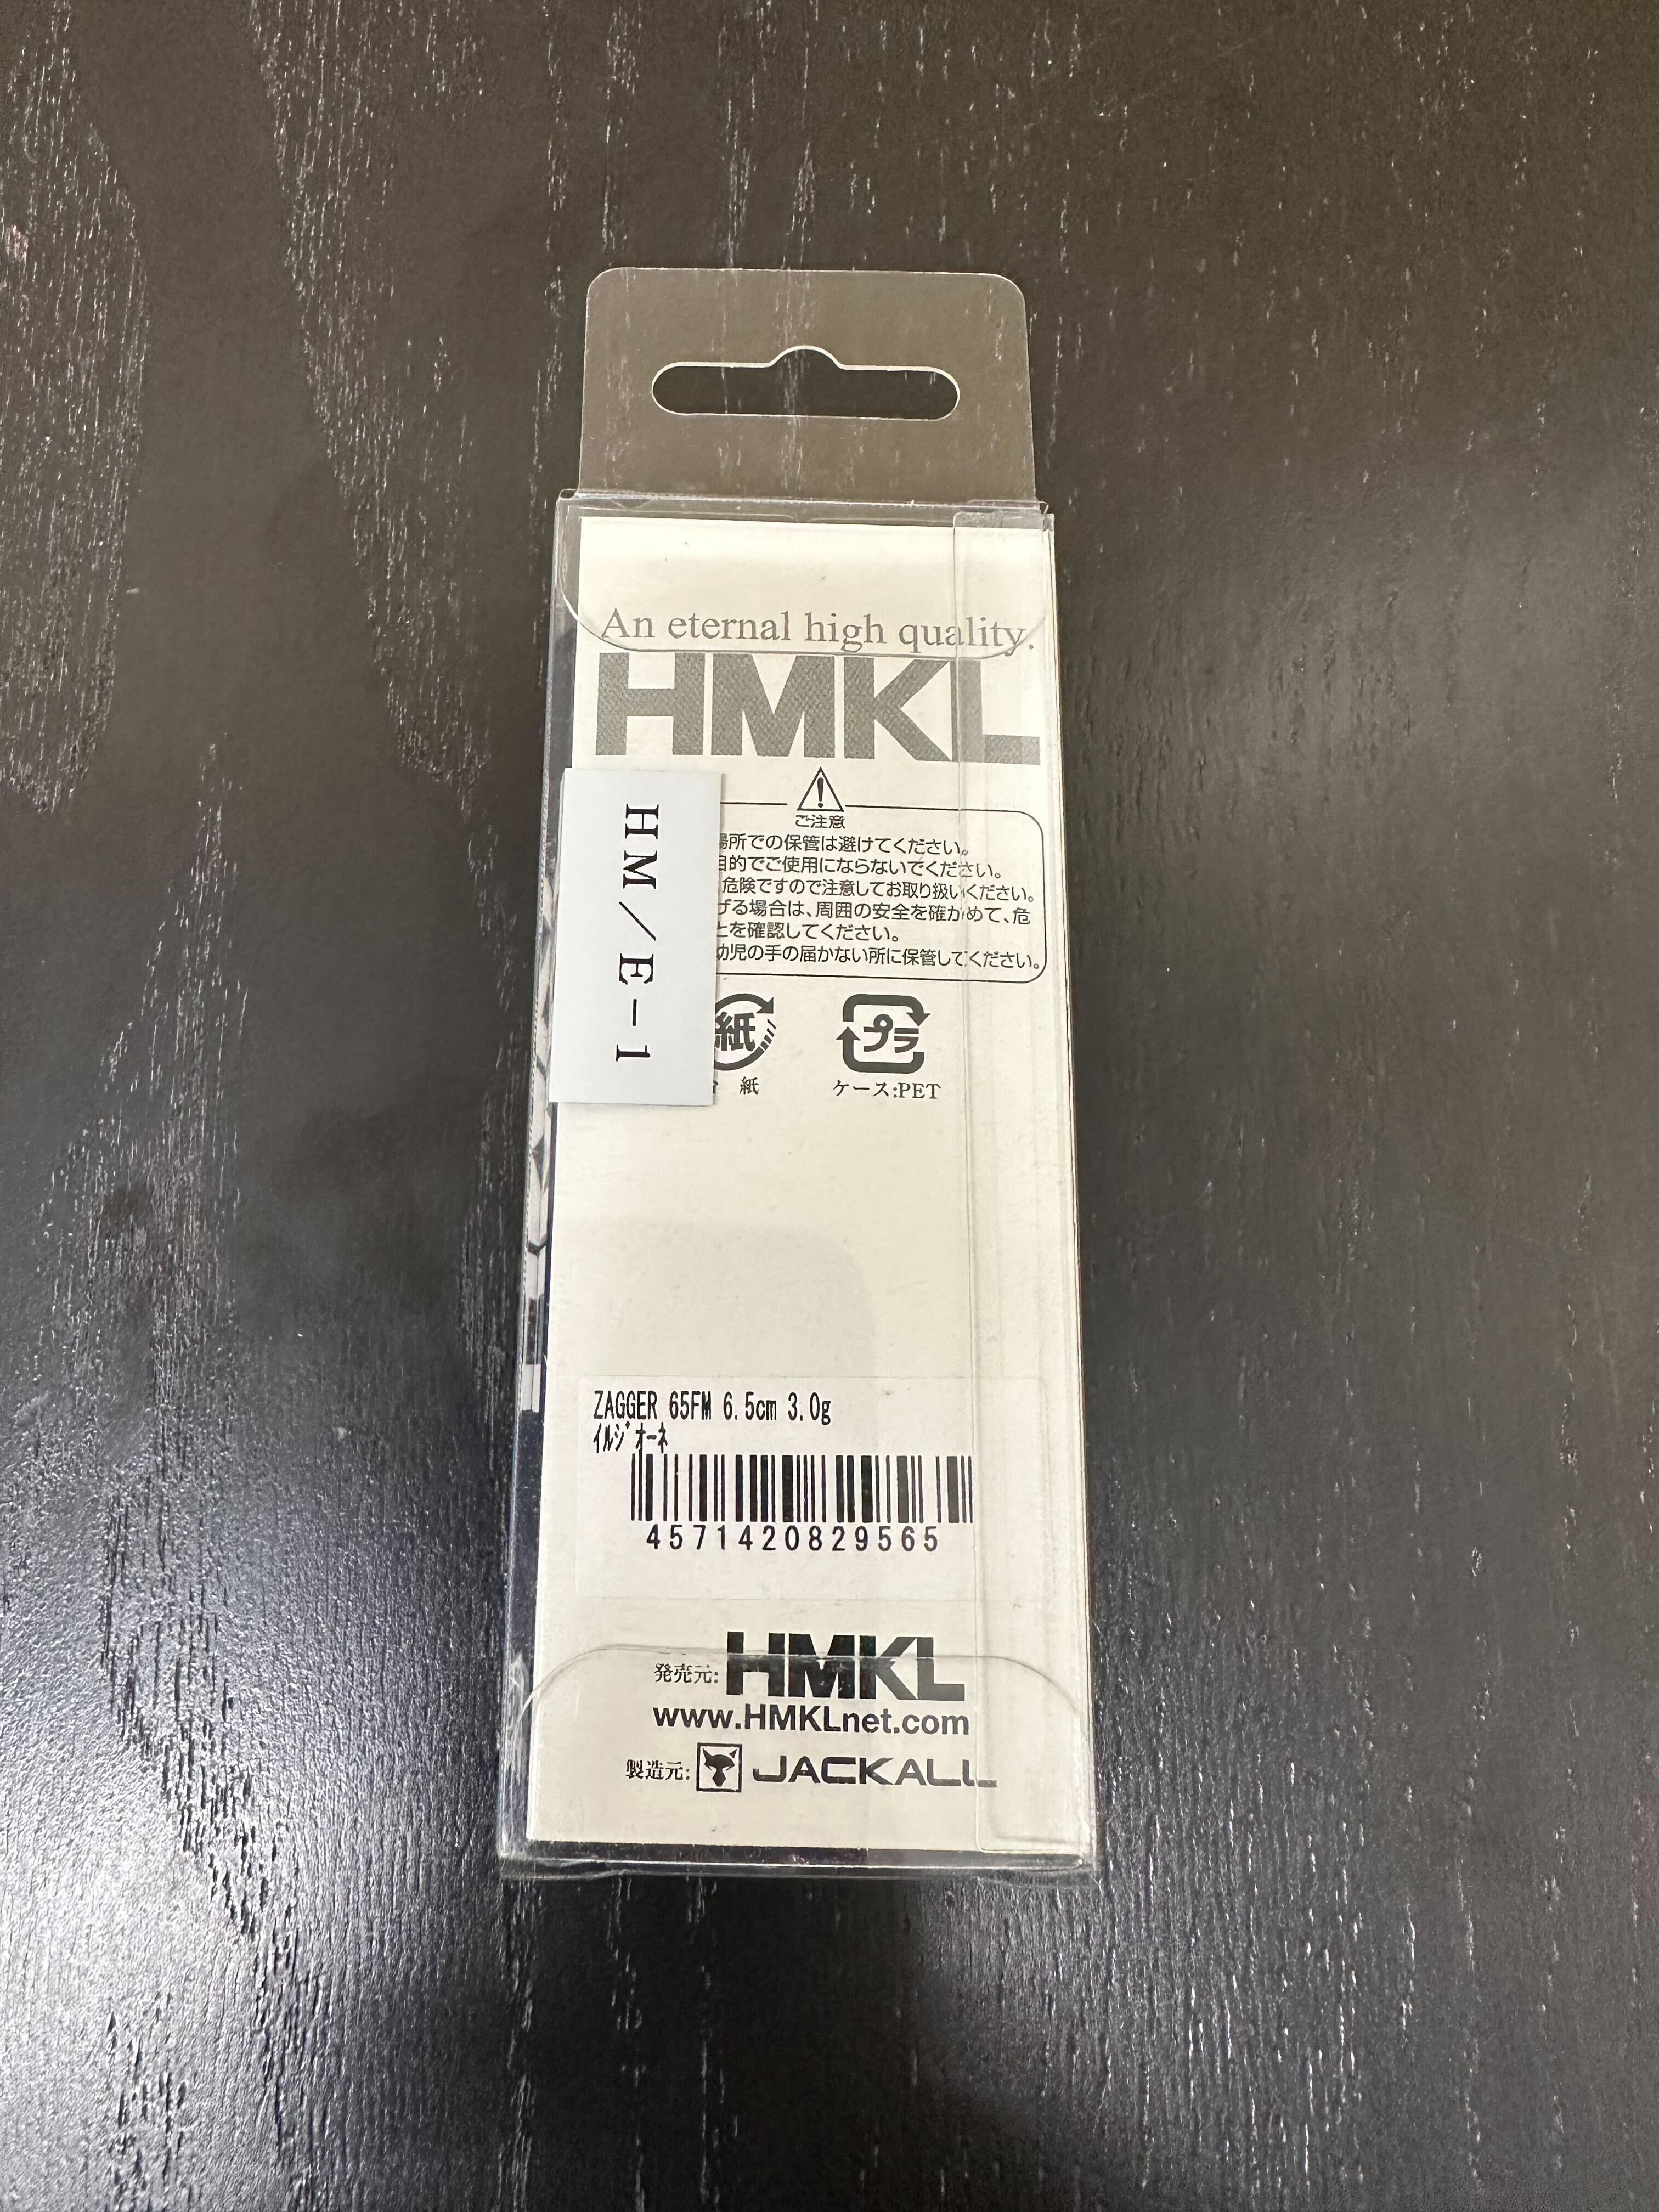 An eternal high quality.
HMKL
HM/E-1
ご注意
場所での保管は避けてください。
目的でご使用にならないでください。
危険ですので注意してお取り扱いください。
げる場合は、周囲の安全を確かめて、危
とを確認してください。
幼児の手の届かない所に保管してください。
紙
プラ
紙
ケース:PET
ZAGGER 65FM 6.5cm 3.0g
ｲﾙｼﾞｵｰﾈ
4571420829565
発売元: HMKL
www.HMKLnet.com
製造元: JACKALL